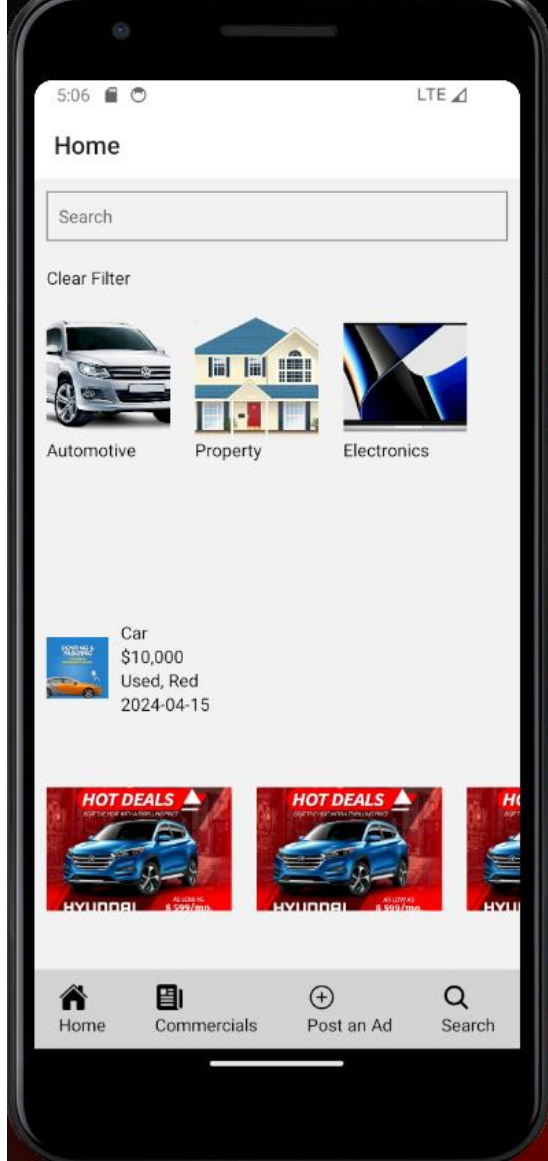 5:06 LTE
Home
Search
Clear Filter
Automotive Property Electronics
Car
$10,000
Used, Red
2024-04-15
HOT DEALS HOT DEALS
HYUNDAI HYUNDAI
Home Commercials Post an Ad Search